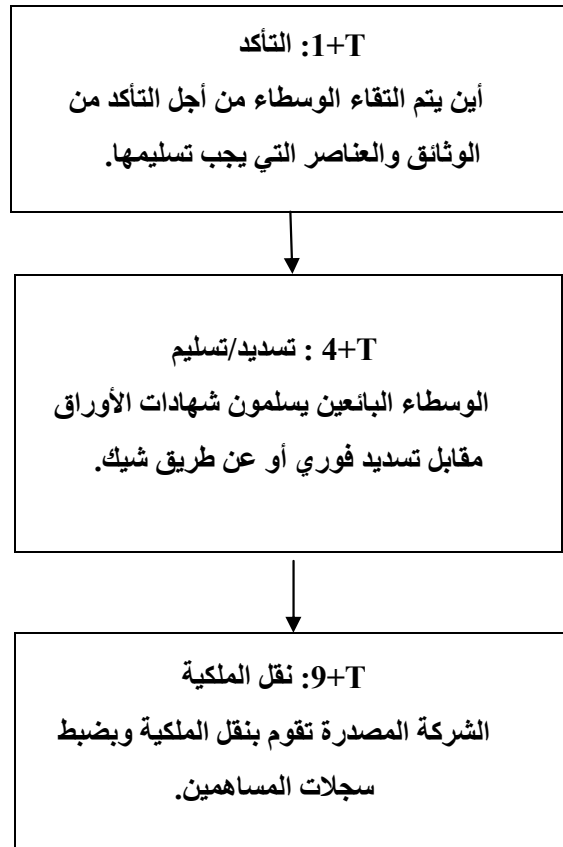 T+1: التأكد
أين يتم التقاء الوسطاء من أجل التأكد من
الوثائق والعناصر التي يجب تسليمها.
T+4 : تسديد/تسليم
الوسطاء البائعين يسلمون شهادات الأوراق
مقابل تسديد فوري أو عن طريق شيك.
T+9: نقل الملكية
الشركة المصدرة تقوم بنقل الملكية وبضبط
سجلات المساهمين.